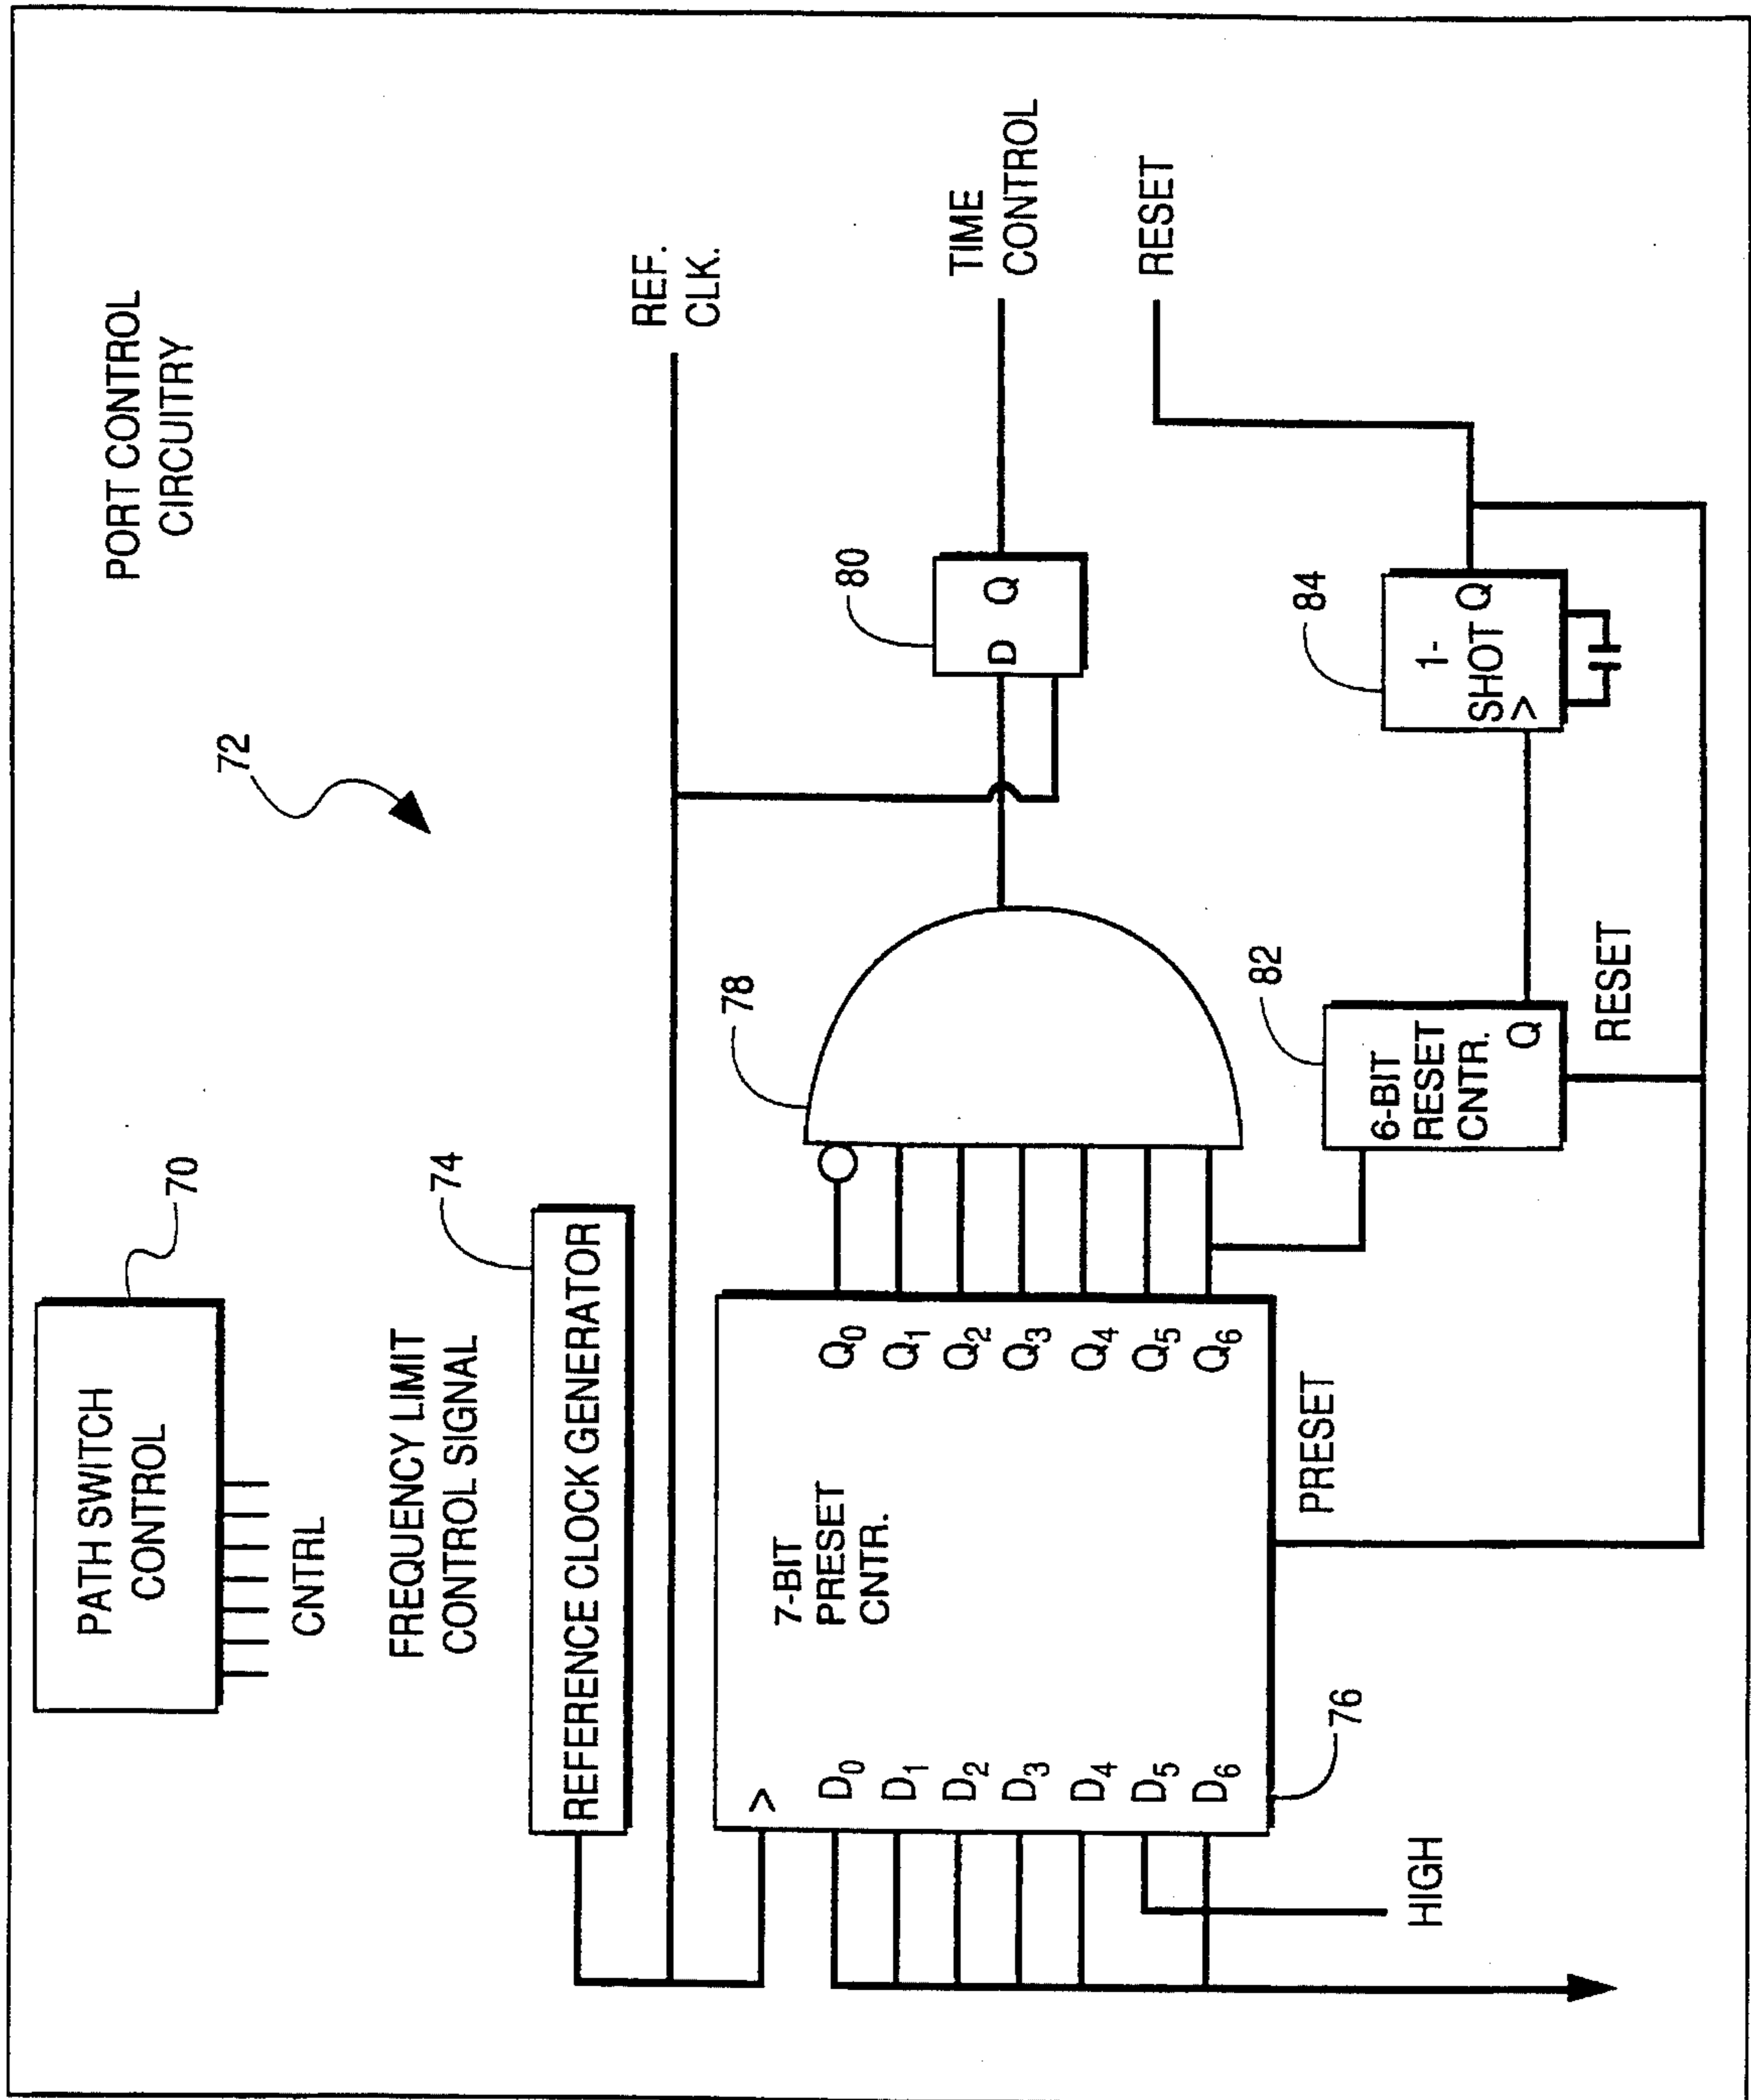 PORT CONTROL
CIRCUITRY
72
PATH SWITCH
CONTROL
70
CNTRL
FREQUENCY LIMIT
CONTROL SIGNAL
74
REFERENCE CLOCK GENERATOR
REF.
CLK.
>
7-BIT
PRESET
CNTR.
D0
D1
D2
D3
D4
D5
D6
Q0
Q1
Q2
Q3
Q4
Q5
Q6
76
HIGH
PRESET
78
80
D Q
TIME
CONTROL
82
6-BIT
RESET
CNTR.
Q
RESET
84
1-
SHOT Q
>
RESET